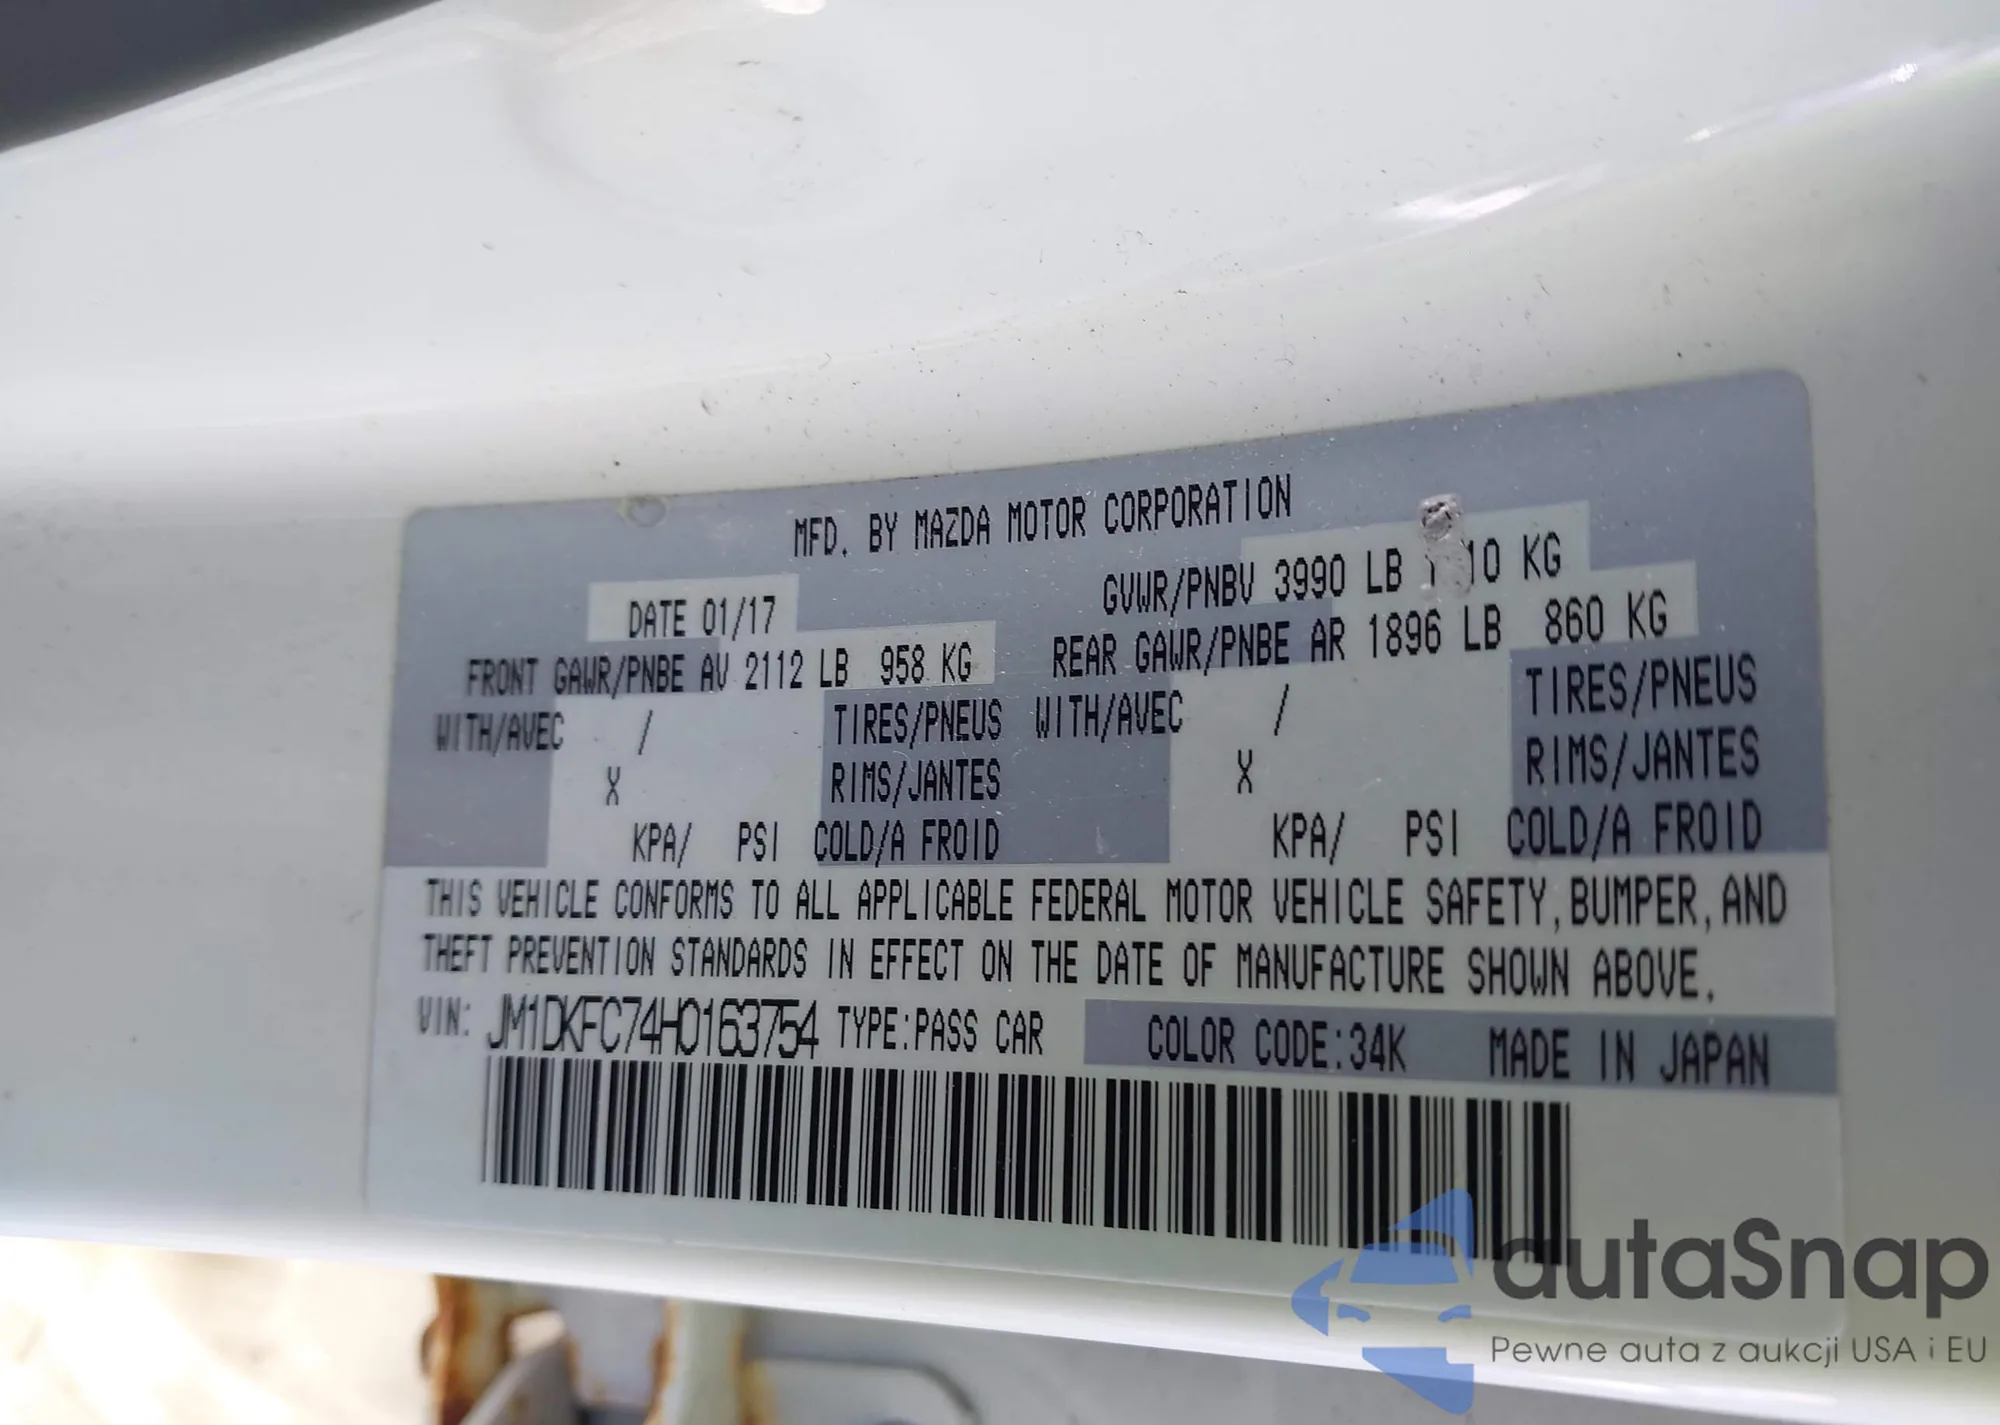 MFD. BY MAZDA MOTOR CORPORATION
DATE 01/17
GVWR/PNBV 3990 LB 10 KG
FRONT GAWR/PNBE AV 2112 LB 958 KG
REAR GAWR/PNBE AR 1896 LB 860 KG
WITH/AVEC / TIRES/PNEUS WITH/AVEC / TIRES/PNEUS
X RIMS/JANTES X RIMS/JANTES
KPA/ PSI COLD/A FROID KPA/ PSI COLD/A FROID
THIS VEHICLE CONFORMS TO ALL APPLICABLE FEDERAL MOTOR VEHICLE SAFETY, BUMPER, AND
THEFT PREVENTION STANDARDS IN EFFECT ON THE DATE OF MANUFACTURE SHOWN ABOVE.
VIN: JM1DKFC74H0163754 TYPE:PASS CAR COLOR CODE:34K MADE IN JAPAN
autaSnap
Pewne auta z aukcji USA i EU